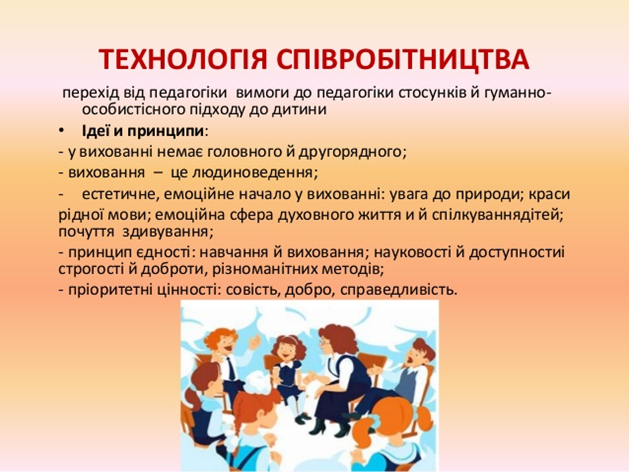 ТЕХНОЛОГІЯ СПІВРОБІТНИЦТВА
перехід від педагогіки вимоги до педагогіки стосунків й гуманно-
особистісного підходу до дитини
• Ідеї и принципи:
- у вихованні немає головного й другорядного;
- виховання – це людиноведення;
- естетичне, емоційне начало у вихованні: увага до природи; краси
рідної мови; емоційна сфера духовного життя и й спілкуваннядітей;
почуття здивування;
- принцип єдності: навчання й виховання; науковості й доступностиі
строгості й доброти, різноманітних методів;
- пріоритетні цінності: совість, добро, справедливість.